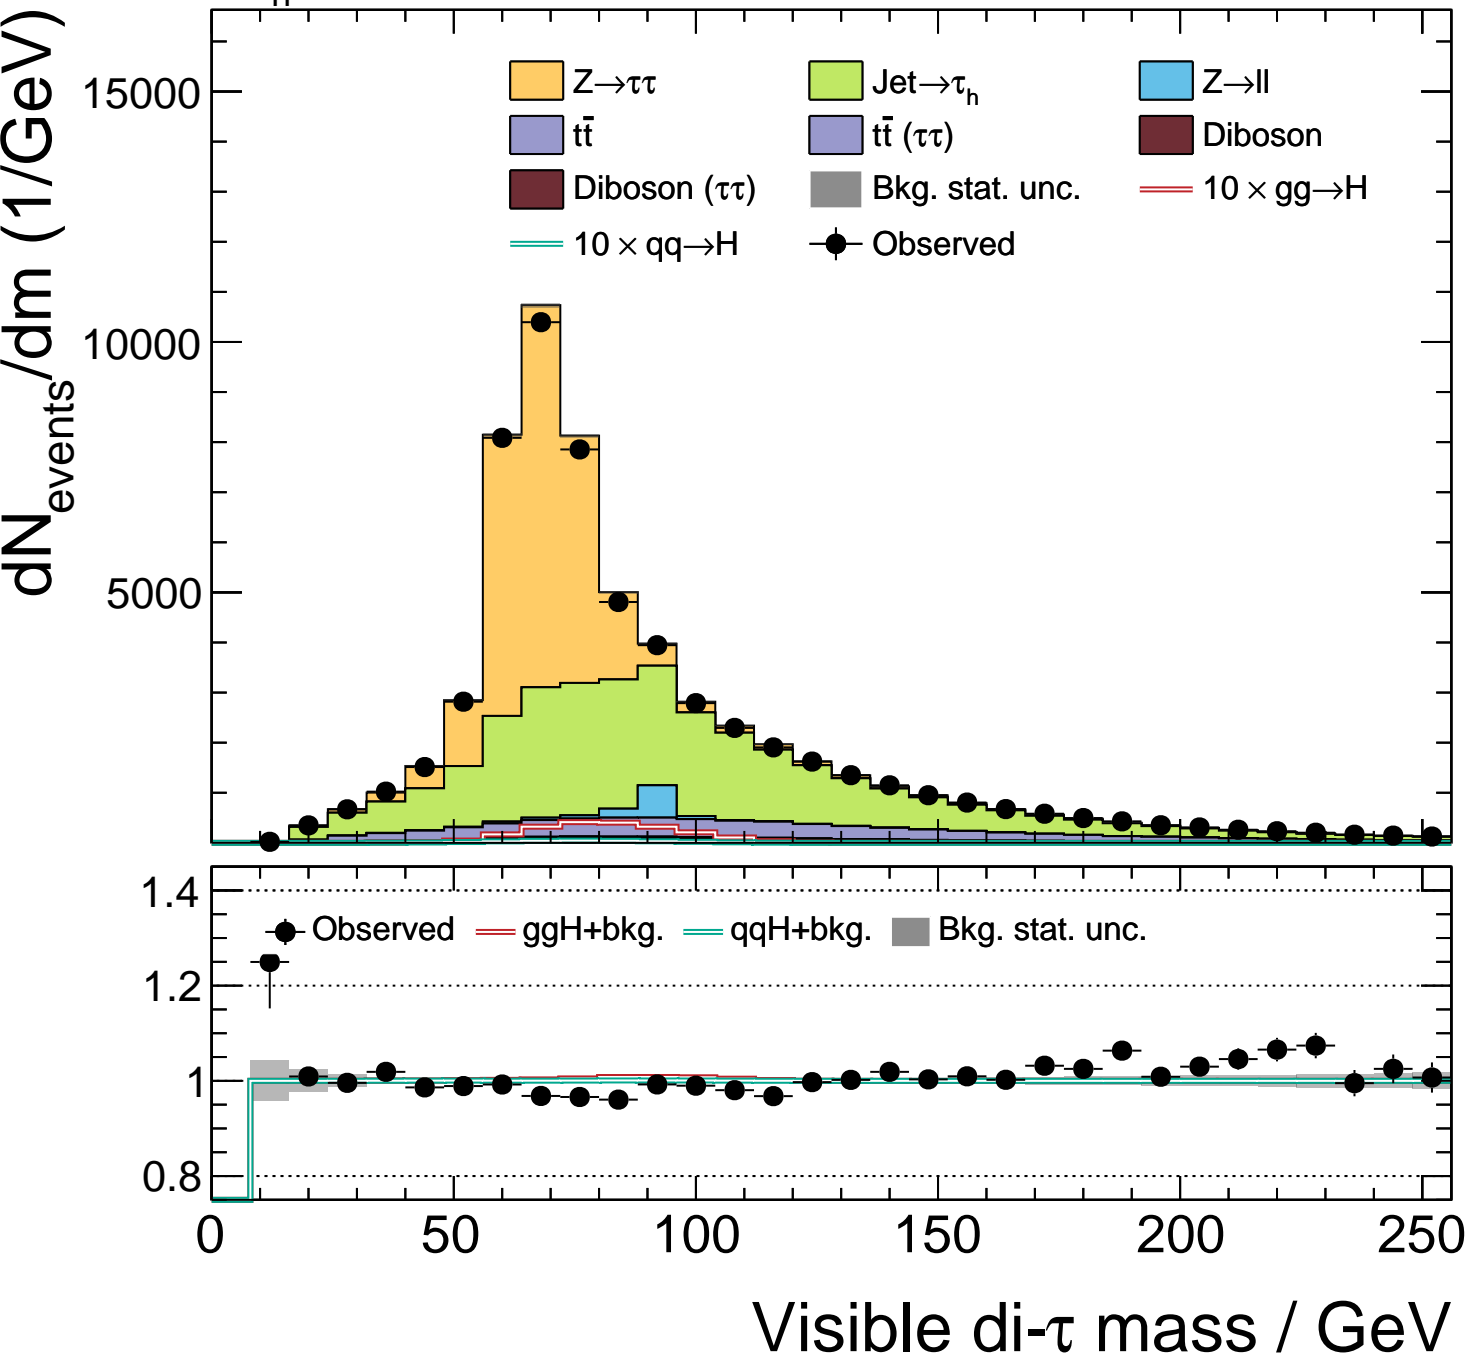 15000
Z→ττ Jet→τh Z→ll
tt̄ tt̄ (ττ) Diboson
Diboson (ττ) Bkg. stat. unc. 10 × gg→H
10 × qq→H Observed
10000
5000
dNevents/dm (1/GeV)
1.4
Observed ggH+bkg. qqH+bkg. Bkg. stat. unc.
1.2
1
0.8
0 50 100 150 200 250
Visible di-τ mass / GeV